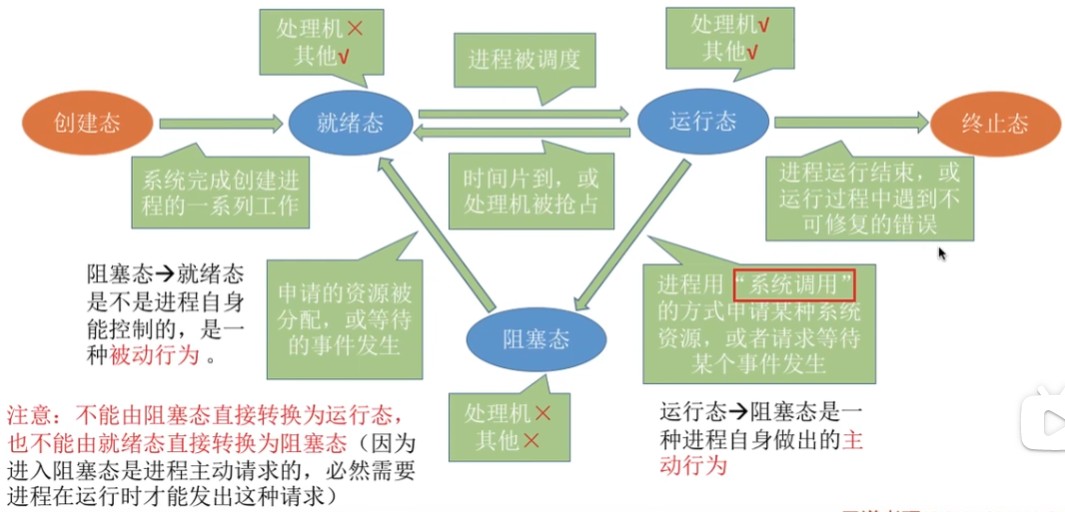 处理机×
其他√
进程被调度
处理机√
其他√
创建态
就绪态
运行态
终止态
系统完成创建进
程的一系列工作
时间片到，或
处理机被抢占
进程运行结束，或
运行过程中遇到不
可修复的错误
阻塞态→就绪态
是不是进程自身
能控制的，是一
种被动行为。
申请的资源被
分配，或等待
的事件发生
进程用“系统调用”
的方式申请某种系统
资源，或者请求等待
某个事件发生
阻塞态
处理机×
其他×
运行态→阻塞态是一
种进程自身做出的主
动行为
注意：不能由阻塞态直接转换为运行态，
也不能由就绪态直接转换为阻塞态（因为
进入阻塞态是进程主动请求的，必然需要
进程在运行时才能发出这种请求）